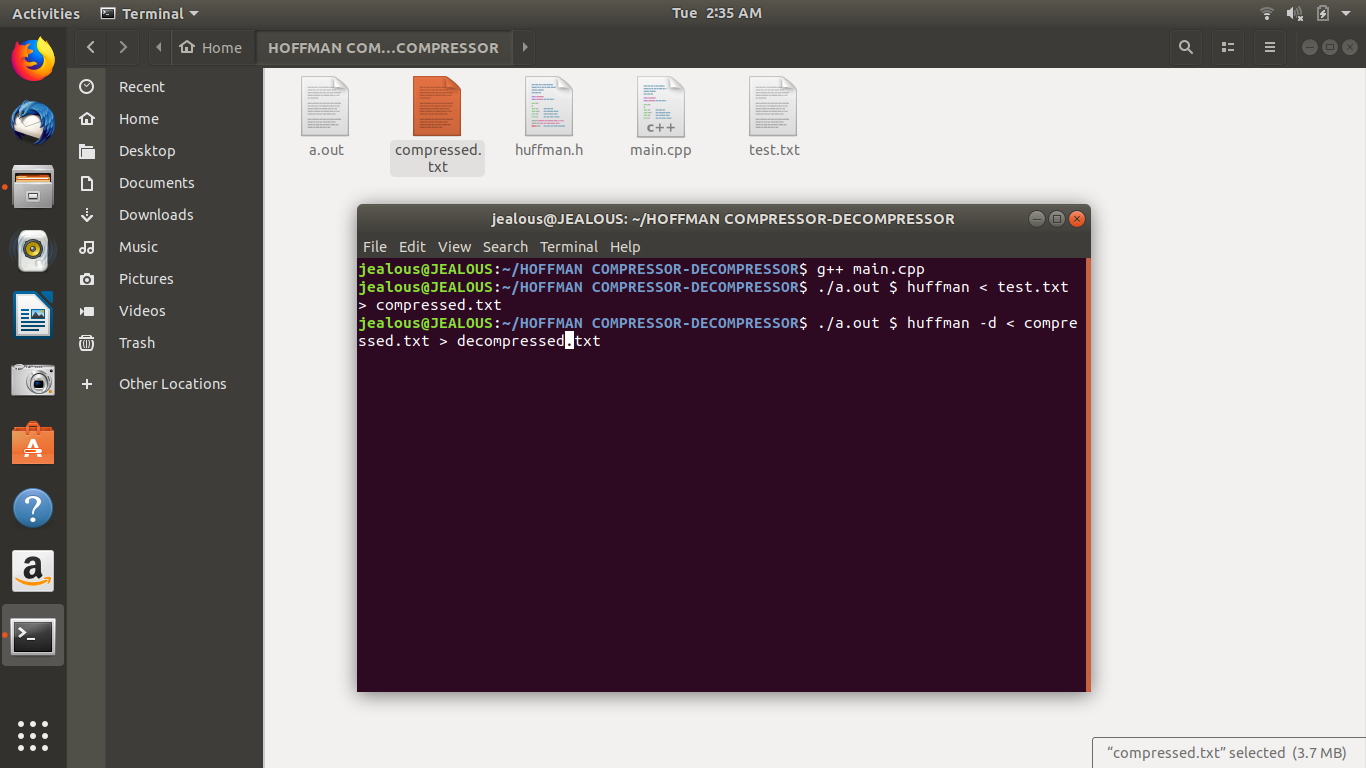 Activities
Terminal
Tue 2:35 AM
Home
HOFFMAN COM...COMPRESSOR
Recent
Home
Desktop
Documents
Downloads
Music
Pictures
Videos
Trash
Other Locations
a.out
compressed.
txt
huffman.h
c++
main.cpp
test.txt
jealous@JEALOUS: ~/HOFFMAN COMPRESSOR-DECOMPRESSOR
File Edit View Search Terminal Help
jealous@JEALOUS:~/HOFFMAN COMPRESSOR-DECOMPRESSOR$ g++ main.cpp
jealous@JEALOUS:~/HOFFMAN COMPRESSOR-DECOMPRESSOR$ ./a.out $ huffman < test.txt
> compressed.txt
jealous@JEALOUS:~/HOFFMAN COMPRESSOR-DECOMPRESSOR$ ./a.out $ huffman -d < compre
ssed.txt > decompressed.txt
“compressed.txt” selected (3.7 MB)